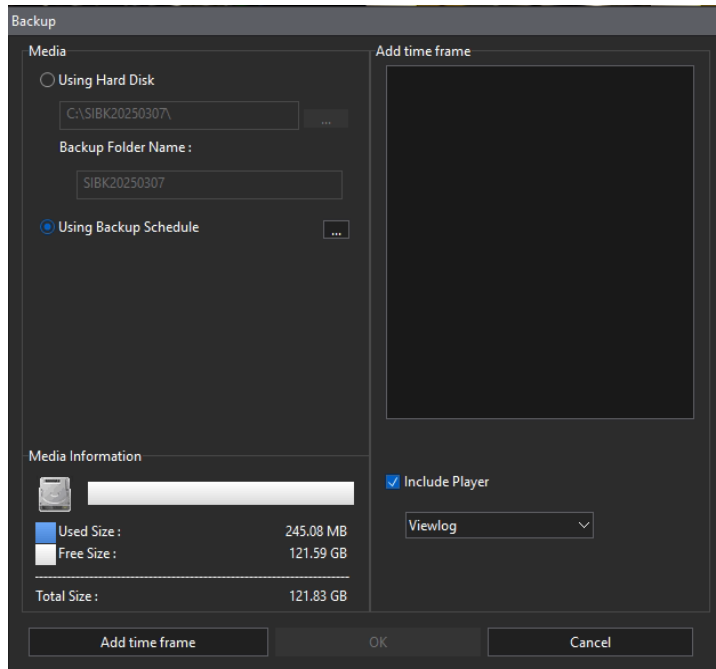 Backup
Media
Using Hard Disk
C:\SIBK20250307\
...
Backup Folder Name :
SIBK20250307
Using Backup Schedule
...
Media Information
Used Size :
245.08 MB
Free Size :
121.59 GB
Total Size :
121.83 GB
Add time frame
Include Player
Viewlog
Add time frame
OK
Cancel